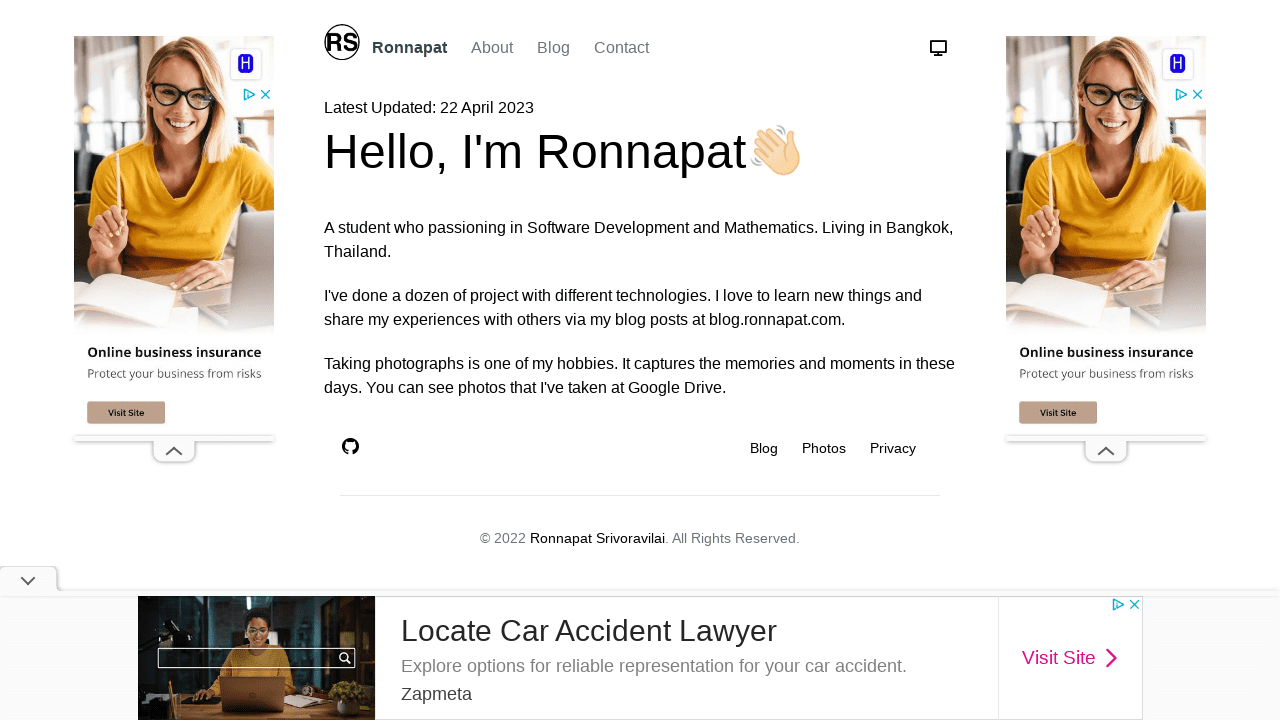 RS
Ronnapat
About
Blog
Contact
Latest Updated: 22 April 2023
Hello, I'm Ronnapat👋🏼
A student who passioning in Software Development and Mathematics. Living in Bangkok,
Thailand.
I've done a dozen of project with different technologies. I love to learn new things and
share my experiences with others via my blog posts at blog.ronnapat.com.
Taking photographs is one of my hobbies. It captures the memories and moments in these
days. You can see photos that I've taken at Google Drive.
Blog
Photos
Privacy
© 2022 Ronnapat Srivoravilai. All Rights Reserved.
H
Online business insurance
Protect your business from risks
Visit Site
H
Online business insurance
Protect your business from risks
Visit Site
Locate Car Accident Lawyer
Explore options for reliable representation for your car accident.
Zapmeta
Visit Site